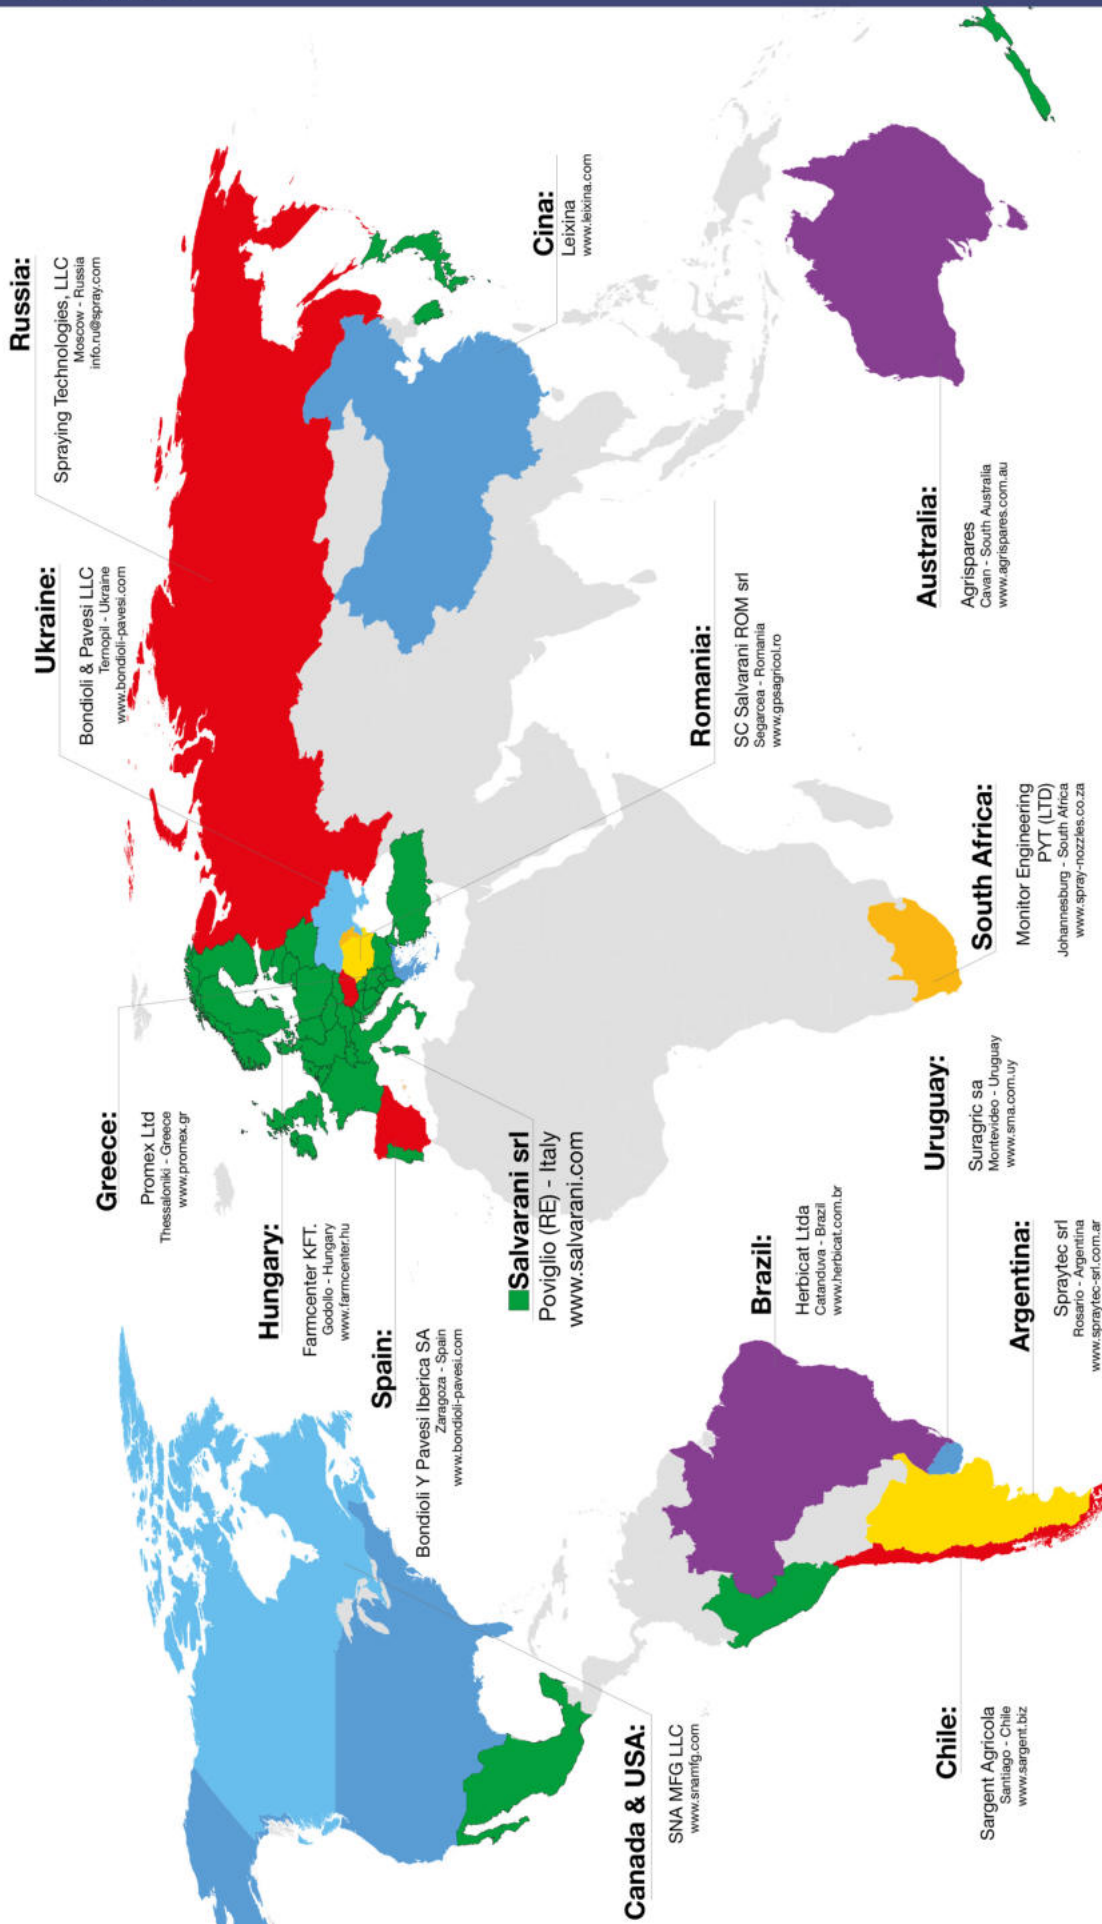 Canada & USA:
SNA MFG LLC
www.snamfg.com
Greece:
Promex Ltd
Thessaloniki - Greece
www.promex.gr
Hungary:
Farmcenter KFT.
Godollo - Hungary
www.farmcenter.hu
Spain:
Bondioli Y Pavesi Iberica SA
Zaragoza - Spain
www.bondioli-pavesi.com
Salvarani srl
Poviglio (RE) - Italy
www.salvarani.com
Ukraine:
Bondioli & Pavesi LLC
Ternopil - Ukraine
www.bondioli-pavesi.com
Russia:
Spraying Technologies, LLC
Moscow - Russia
info.ru@spray.com
Cina:
Leixina
www.leixina.com
Romania:
SC Salvarani ROM srl
Segarcea - Romania
www.gpsagricol.ro
Chile:
Sargent Agricola
Santiago - Chile
www.sargent.biz
Brazil:
Herbicat Ltda
Catanduva - Brazil
www.herbicat.com.br
Uruguay:
Suragric sa
Montevideo - Uruguay
www.sma.com.uy
Argentina:
Spraytec srl
Rosario - Argentina
www.spraytec-srl.com.ar
South Africa:
Monitor Engineering
PYT (LTD)
Johannesburg - South Africa
www.spray-nozzles.co.za
Australia:
Agrispares
Cavan - South Australia
www.agrispares.com.au